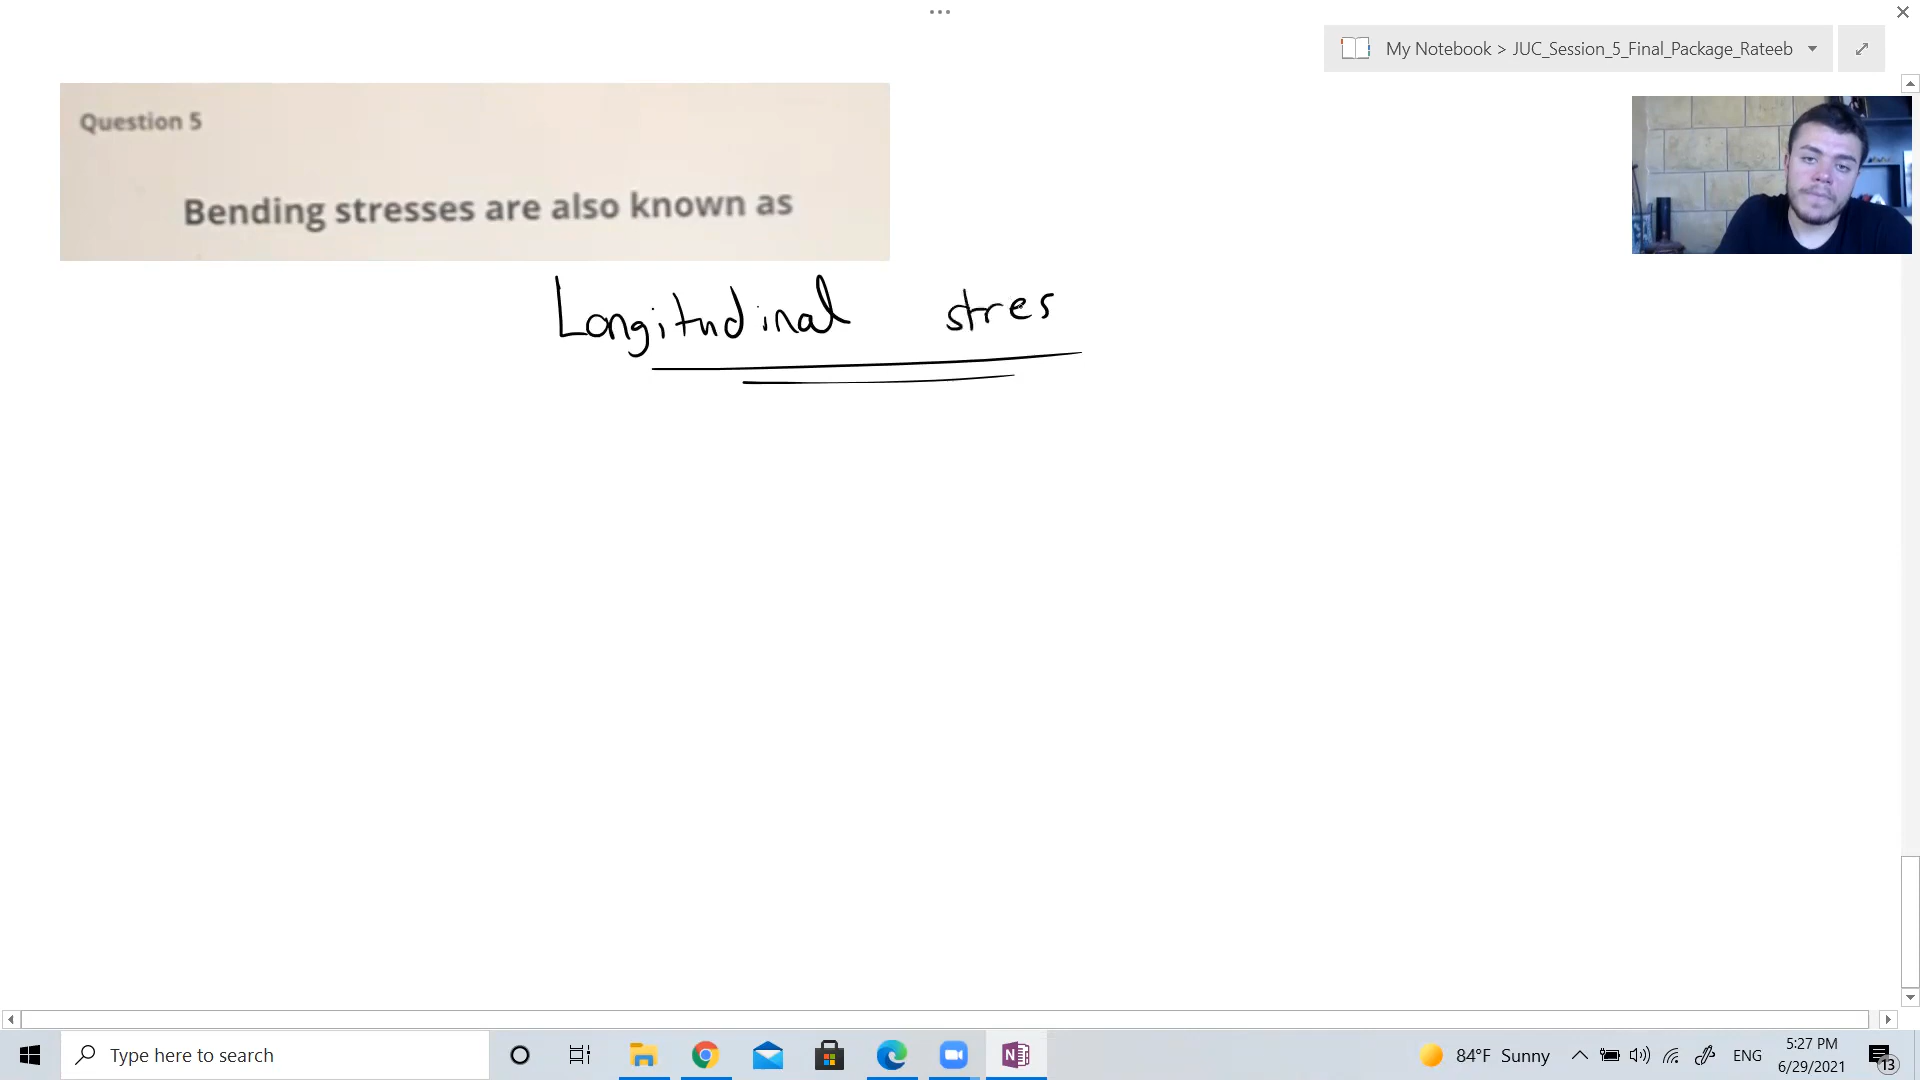 My Notebook > JUC_Session_5_Final_Package_Rateeb
Question 5
Bending stresses are also known as
Longitudinal stres
Type here to search
84°F Sunny
ENG
5:27 PM
6/29/2021
13